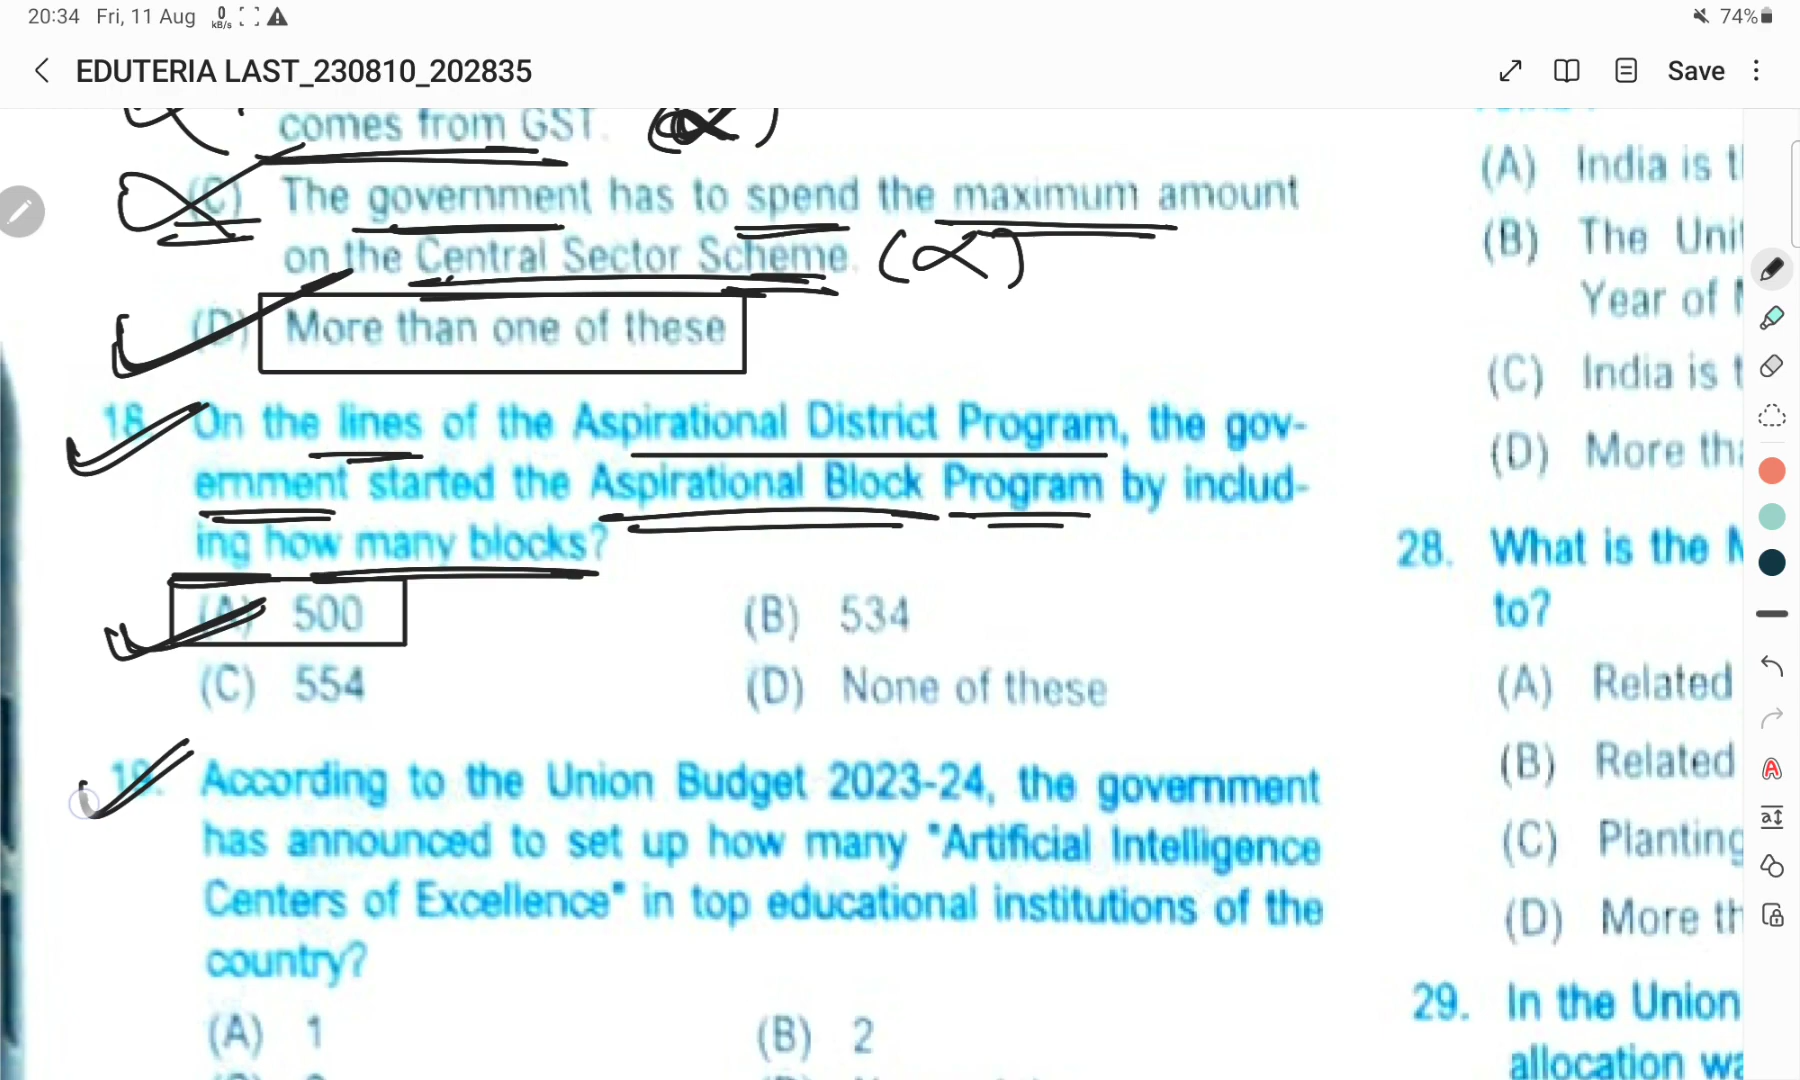 20:34 Fri, 11 Aug 0 kB/s 74%
EDUTERIA LAST_230810_202835 Save
comes from GST.
(C) The government has to spend the maximum amount
on the Central Sector Scheme.
(D) More than one of these
18. On the lines of the Aspirational District Program, the gov-
ernment started the Aspirational Block Program by includ-
ing how many blocks?
(A) 500 (B) 534
(C) 554 (D) None of these
19. According to the Union Budget 2023-24, the government
has announced to set up how many "Artificial Intelligence
Centers of Excellence" in top educational institutions of the
country?
(A) 1 (B) 2
(A) India is t
(B) The Uni
Year of
(C) India is t
(D) More tha
28. What is the
to?
(A) Related
(B) Related
(C) Planting
(D) More th
29. In the Union
allocation wa